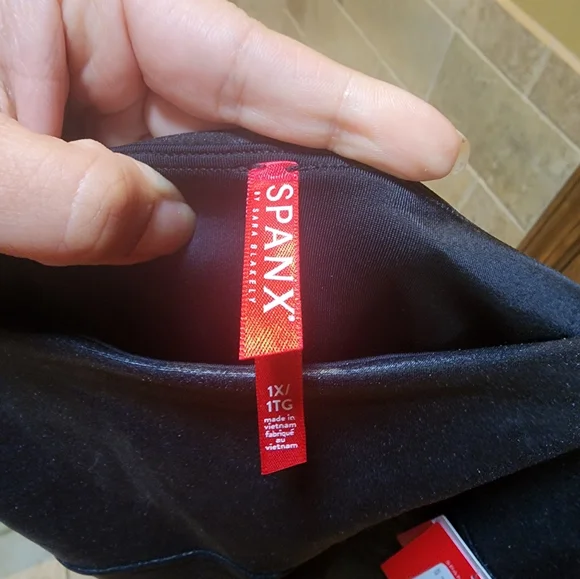 SPANX®
BY SARA BLAKELY
1X/
1TG
made in
vietnam
fabriqué
au
vietnam